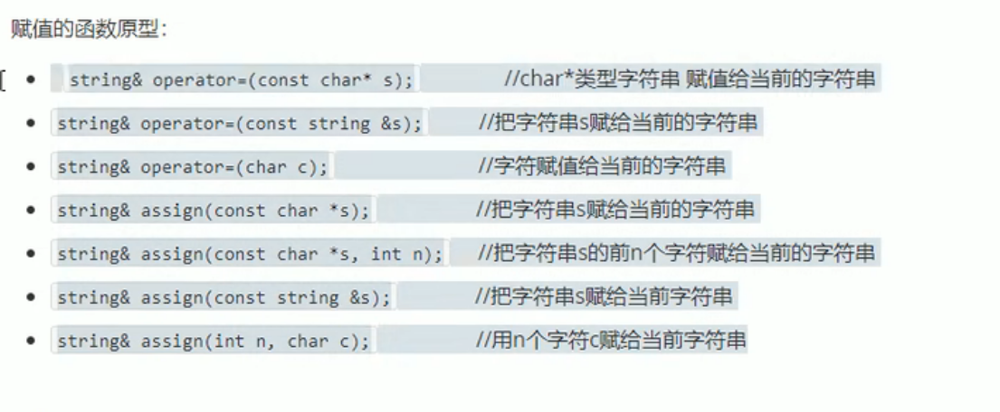 赋值的函数原型：
string& operator=(const char* s); //char*类型字符串 赋值给当前的字符串
string& operator=(const string &s); //把字符串s赋给当前的字符串
string& operator=(char c); //字符赋值给当前的字符串
string& assign(const char *s); //把字符串s赋给当前的字符串
string& assign(const char *s, int n); //把字符串s的前n个字符赋给当前的字符串
string& assign(const string &s); //把字符串s赋给当前字符串
string& assign(int n, char c); //用n个字符c赋给当前字符串